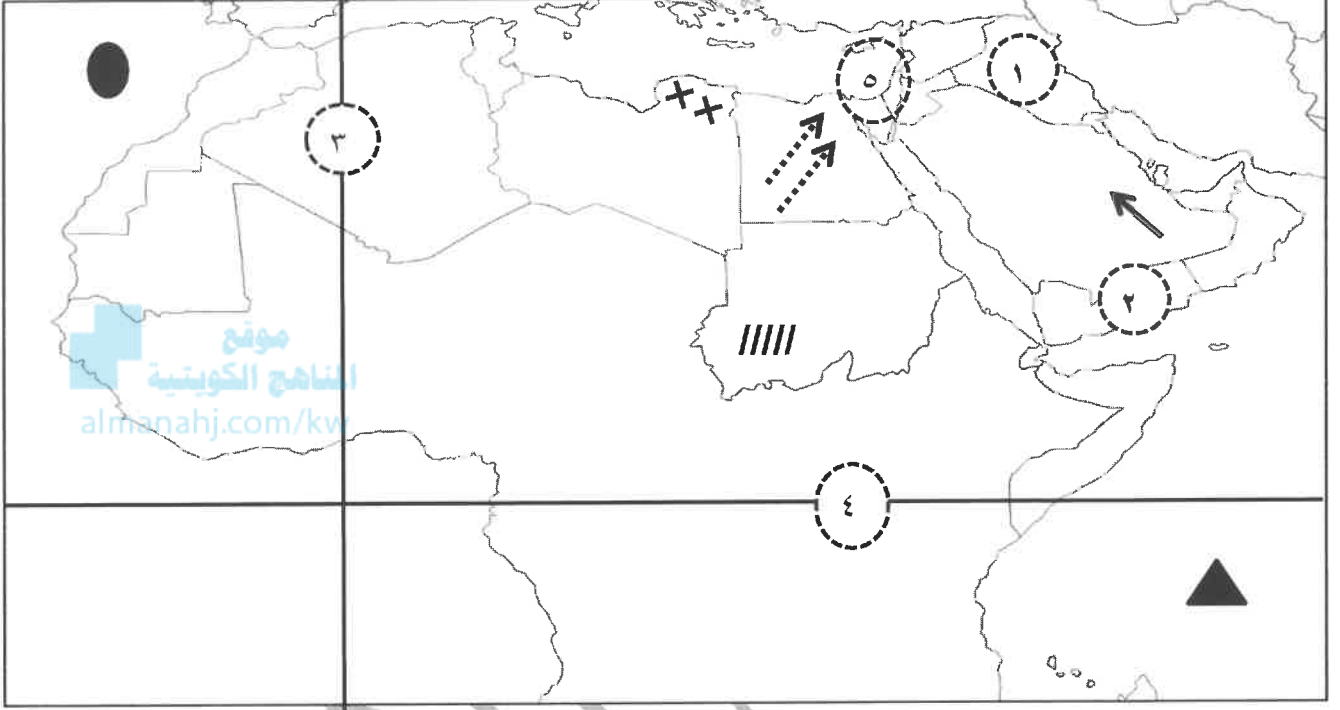 ١
٥
٣
٢
موقع
المناهج الكويتية
almanahj.com/kw
٤